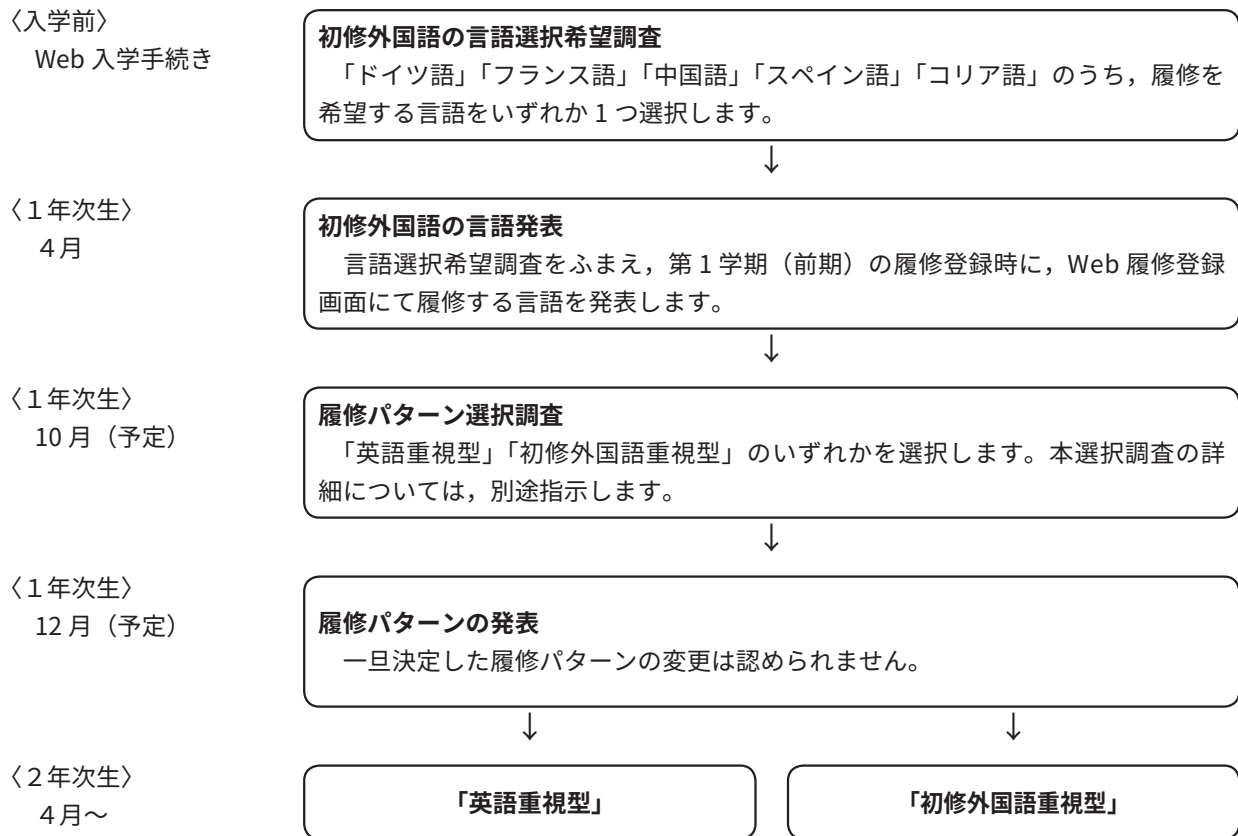 〈入学前〉
Web 入学手続き
初修外国語の言語選択希望調査
「ドイツ語」「フランス語」「中国語」「スペイン語」「コリア語」のうち，履修を
希望する言語をいずれか 1 つ選択します。
↓
〈１年次生〉
４月
初修外国語の言語発表
言語選択希望調査をふまえ，第 1 学期（前期）の履修登録時に，Web 履修登録
画面にて履修する言語を発表します。
↓
〈１年次生〉
10 月（予定）
履修パターン選択調査
「英語重視型」「初修外国語重視型」のいずれかを選択します。本選択調査の詳
細については，別途指示します。
↓
〈１年次生〉
12 月（予定）
履修パターンの発表
一旦決定した履修パターンの変更は認められません。
↓ ↓
〈２年次生〉
４月～
「英語重視型」 「初修外国語重視型」